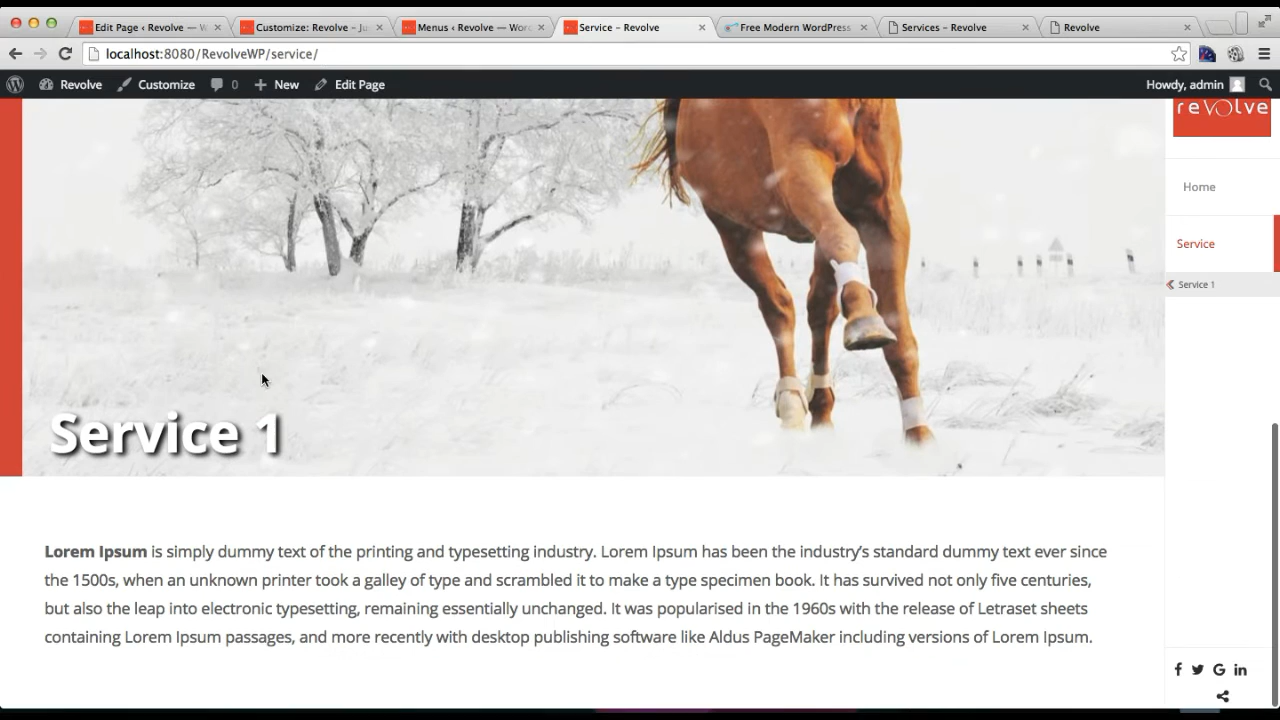 Edit Page ‹ Revolve — W
Customize: Revolve – Ju
Menus ‹ Revolve — Word
Service – Revolve
Free Modern WordPress
Services – Revolve
Revolve
localhost:8080/RevolveWP/service/
Revolve
Customize
0
New
Edit Page
Howdy, admin
revolve
Home
Service
Service 1
Service 1
Lorem Ipsum is simply dummy text of the printing and typesetting industry. Lorem Ipsum has been the industry’s standard dummy text ever since
the 1500s, when an unknown printer took a galley of type and scrambled it to make a type specimen book. It has survived not only five centuries,
but also the leap into electronic typesetting, remaining essentially unchanged. It was popularised in the 1960s with the release of Letraset sheets
containing Lorem Ipsum passages, and more recently with desktop publishing software like Aldus PageMaker including versions of Lorem Ipsum.